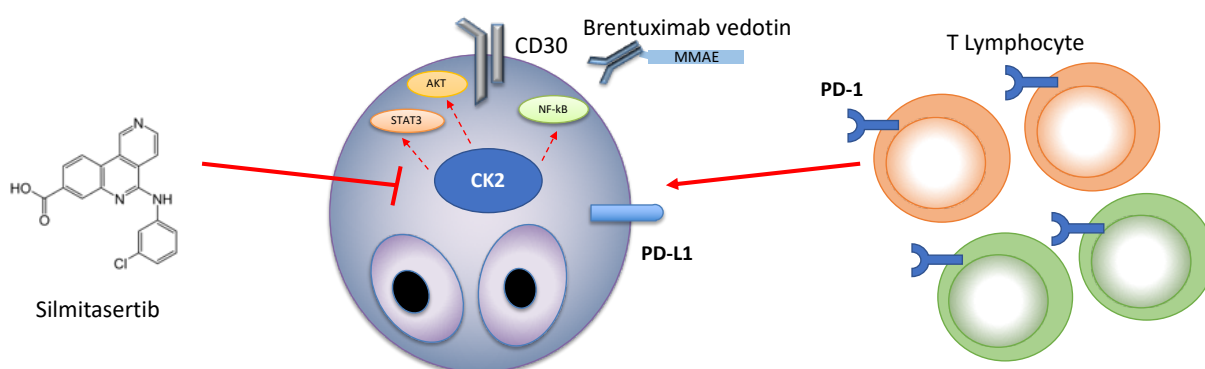 Brentuximab vedotin
CD30
MMAE
T Lymphocyte
AKT
PD-1
NF-kB
STAT3
N
CK2
HO
O
N
NH
Cl
PD-L1
Silmitasertib